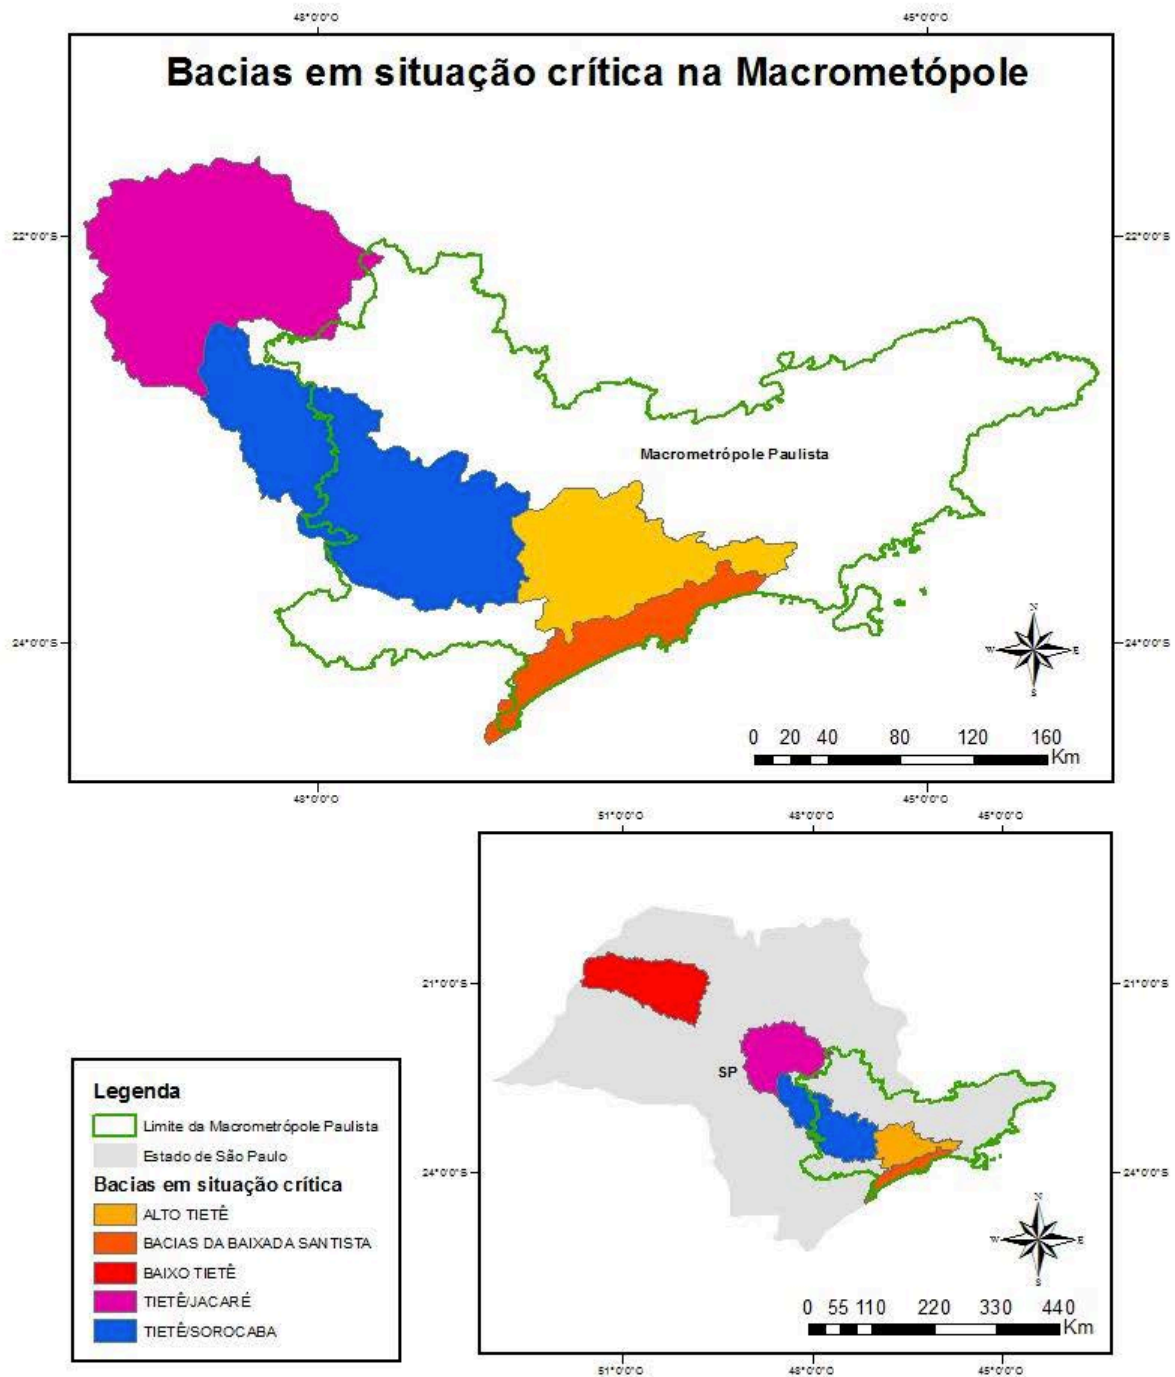 48°0'0"O 45°0'0"O
Bacias em situação crítica na Macrometópole
22°0'0"S 22°0'0"S
Macrometrópole Paulista
24°0'0"S 24°0'0"S
N
W E
S
0 20 40 80 120 160
Km
48°0'0"O 45°0'0"O
51°0'0"O 48°0'0"O 45°0'0"O
21°0'0"S 21°0'0"S
SP
24°0'0"S 24°0'0"S
N
W E
S
0 55 110 220 330 440
Km
51°0'0"O 48°0'0"O 45°0'0"O
Legenda
Limite da Macrometrópole Paulista
Estado de São Paulo
Bacias em situação crítica
ALTO TIETÊ
BACIAS DA BAIXADA SANTISTA
BAIXO TIETÊ
TIETÊ/JACARÉ
TIETÊ/SOROCABA